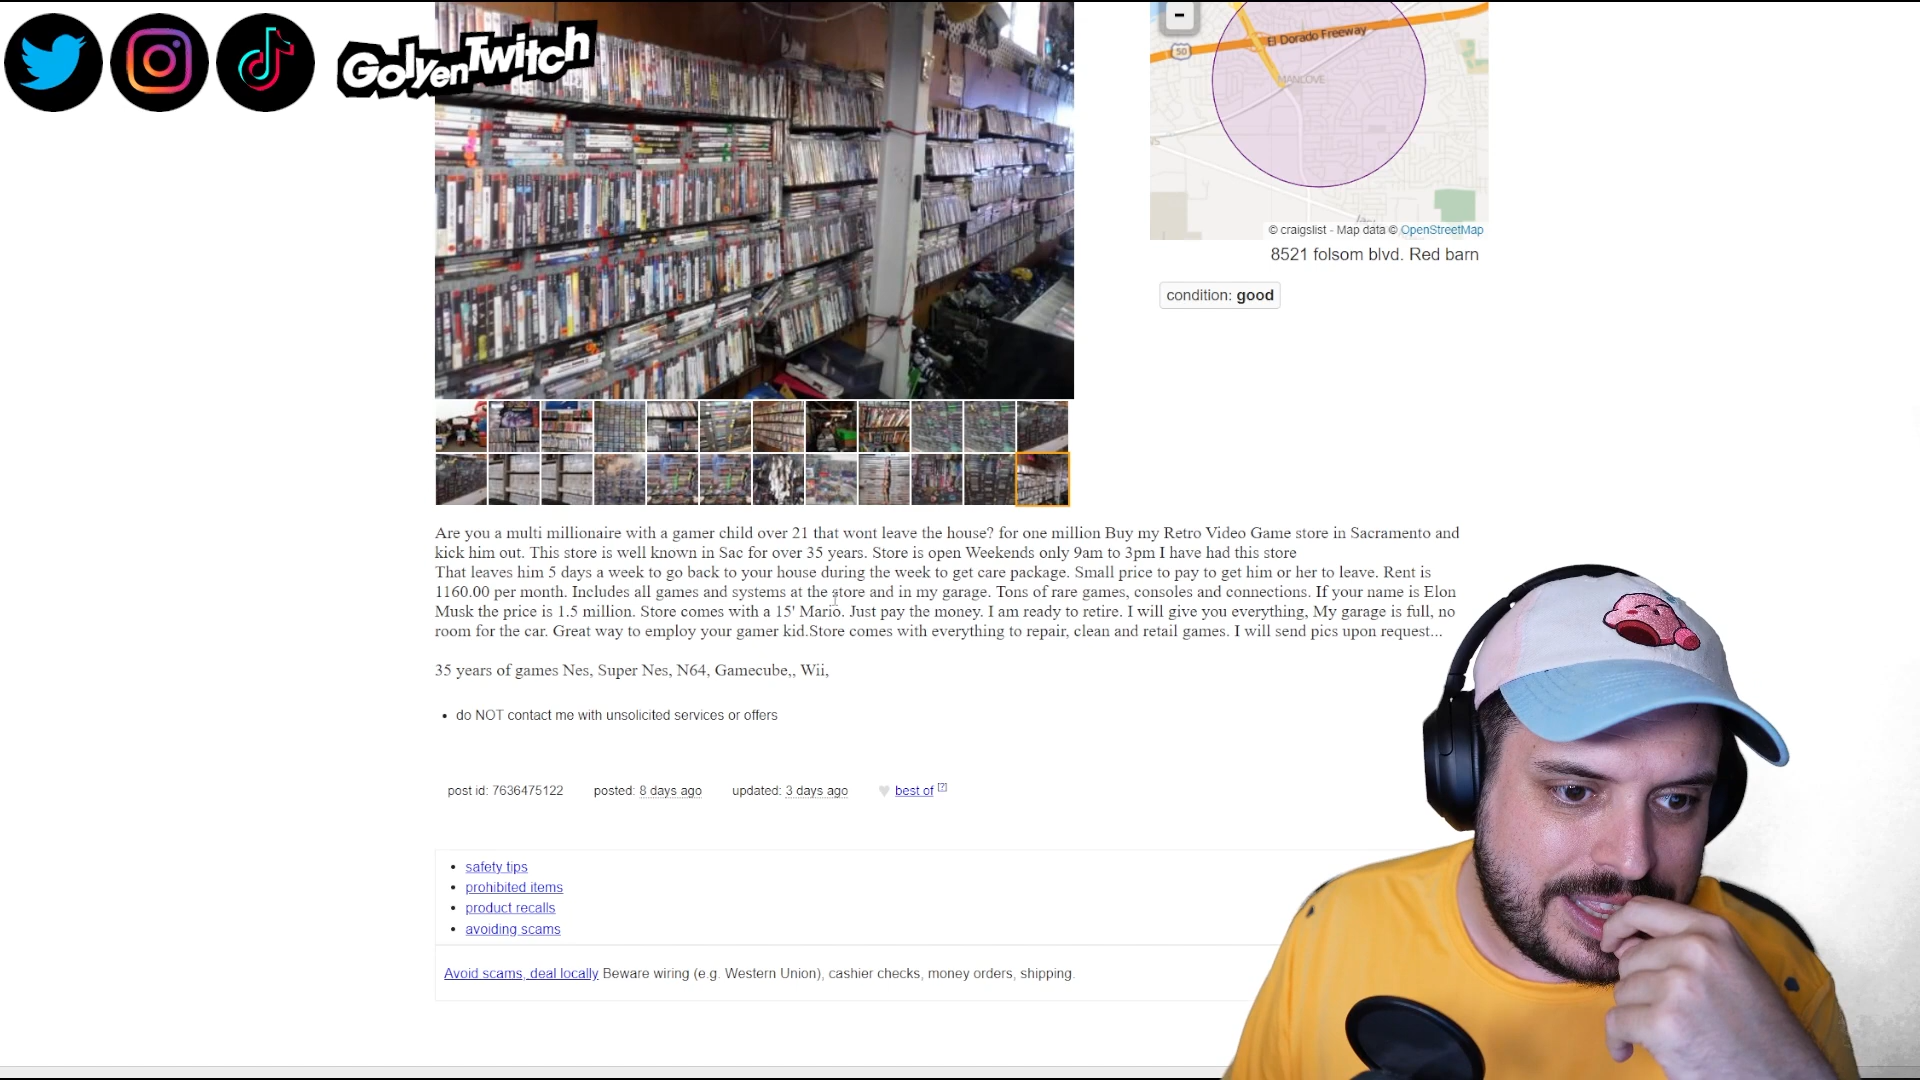 GolyenTwitch
-
50
El Dorado Freeway
MANLOVE
© craigslist - Map data © OpenStreetMap
8521 folsom blvd. Red barn
condition: good
Are you a multi millionaire with a gamer child over 21 that wont leave the house? for one million Buy my Retro Video Game store in Sacramento and
kick him out. This store is well known in Sac for over 35 years. Store is open Weekends only 9am to 3pm I have had this store
That leaves him 5 days a week to go back to your house during the week to get care package. Small price to pay to get him or her to leave. Rent is
1160.00 per month. Includes all games and systems at the store and in my garage. Tons of rare games, consoles and connections. If your name is Elon
Musk the price is 1.5 million. Store comes with a 15' Mario. Just pay the money. I am ready to retire. I will give you everything, My garage is full, no
room for the car. Great way to employ your gamer kid.Store comes with everything to repair, clean and retail games. I will send pics upon request...
35 years of games Nes, Super Nes, N64, Gamecube,, Wii,
• do NOT contact me with unsolicited services or offers
post id: 7636475122 posted: 8 days ago updated: 3 days ago best of [?]
• safety tips
• prohibited items
• product recalls
• avoiding scams
Avoid scams, deal locally Beware wiring (e.g. Western Union), cashier checks, money orders, shipping.